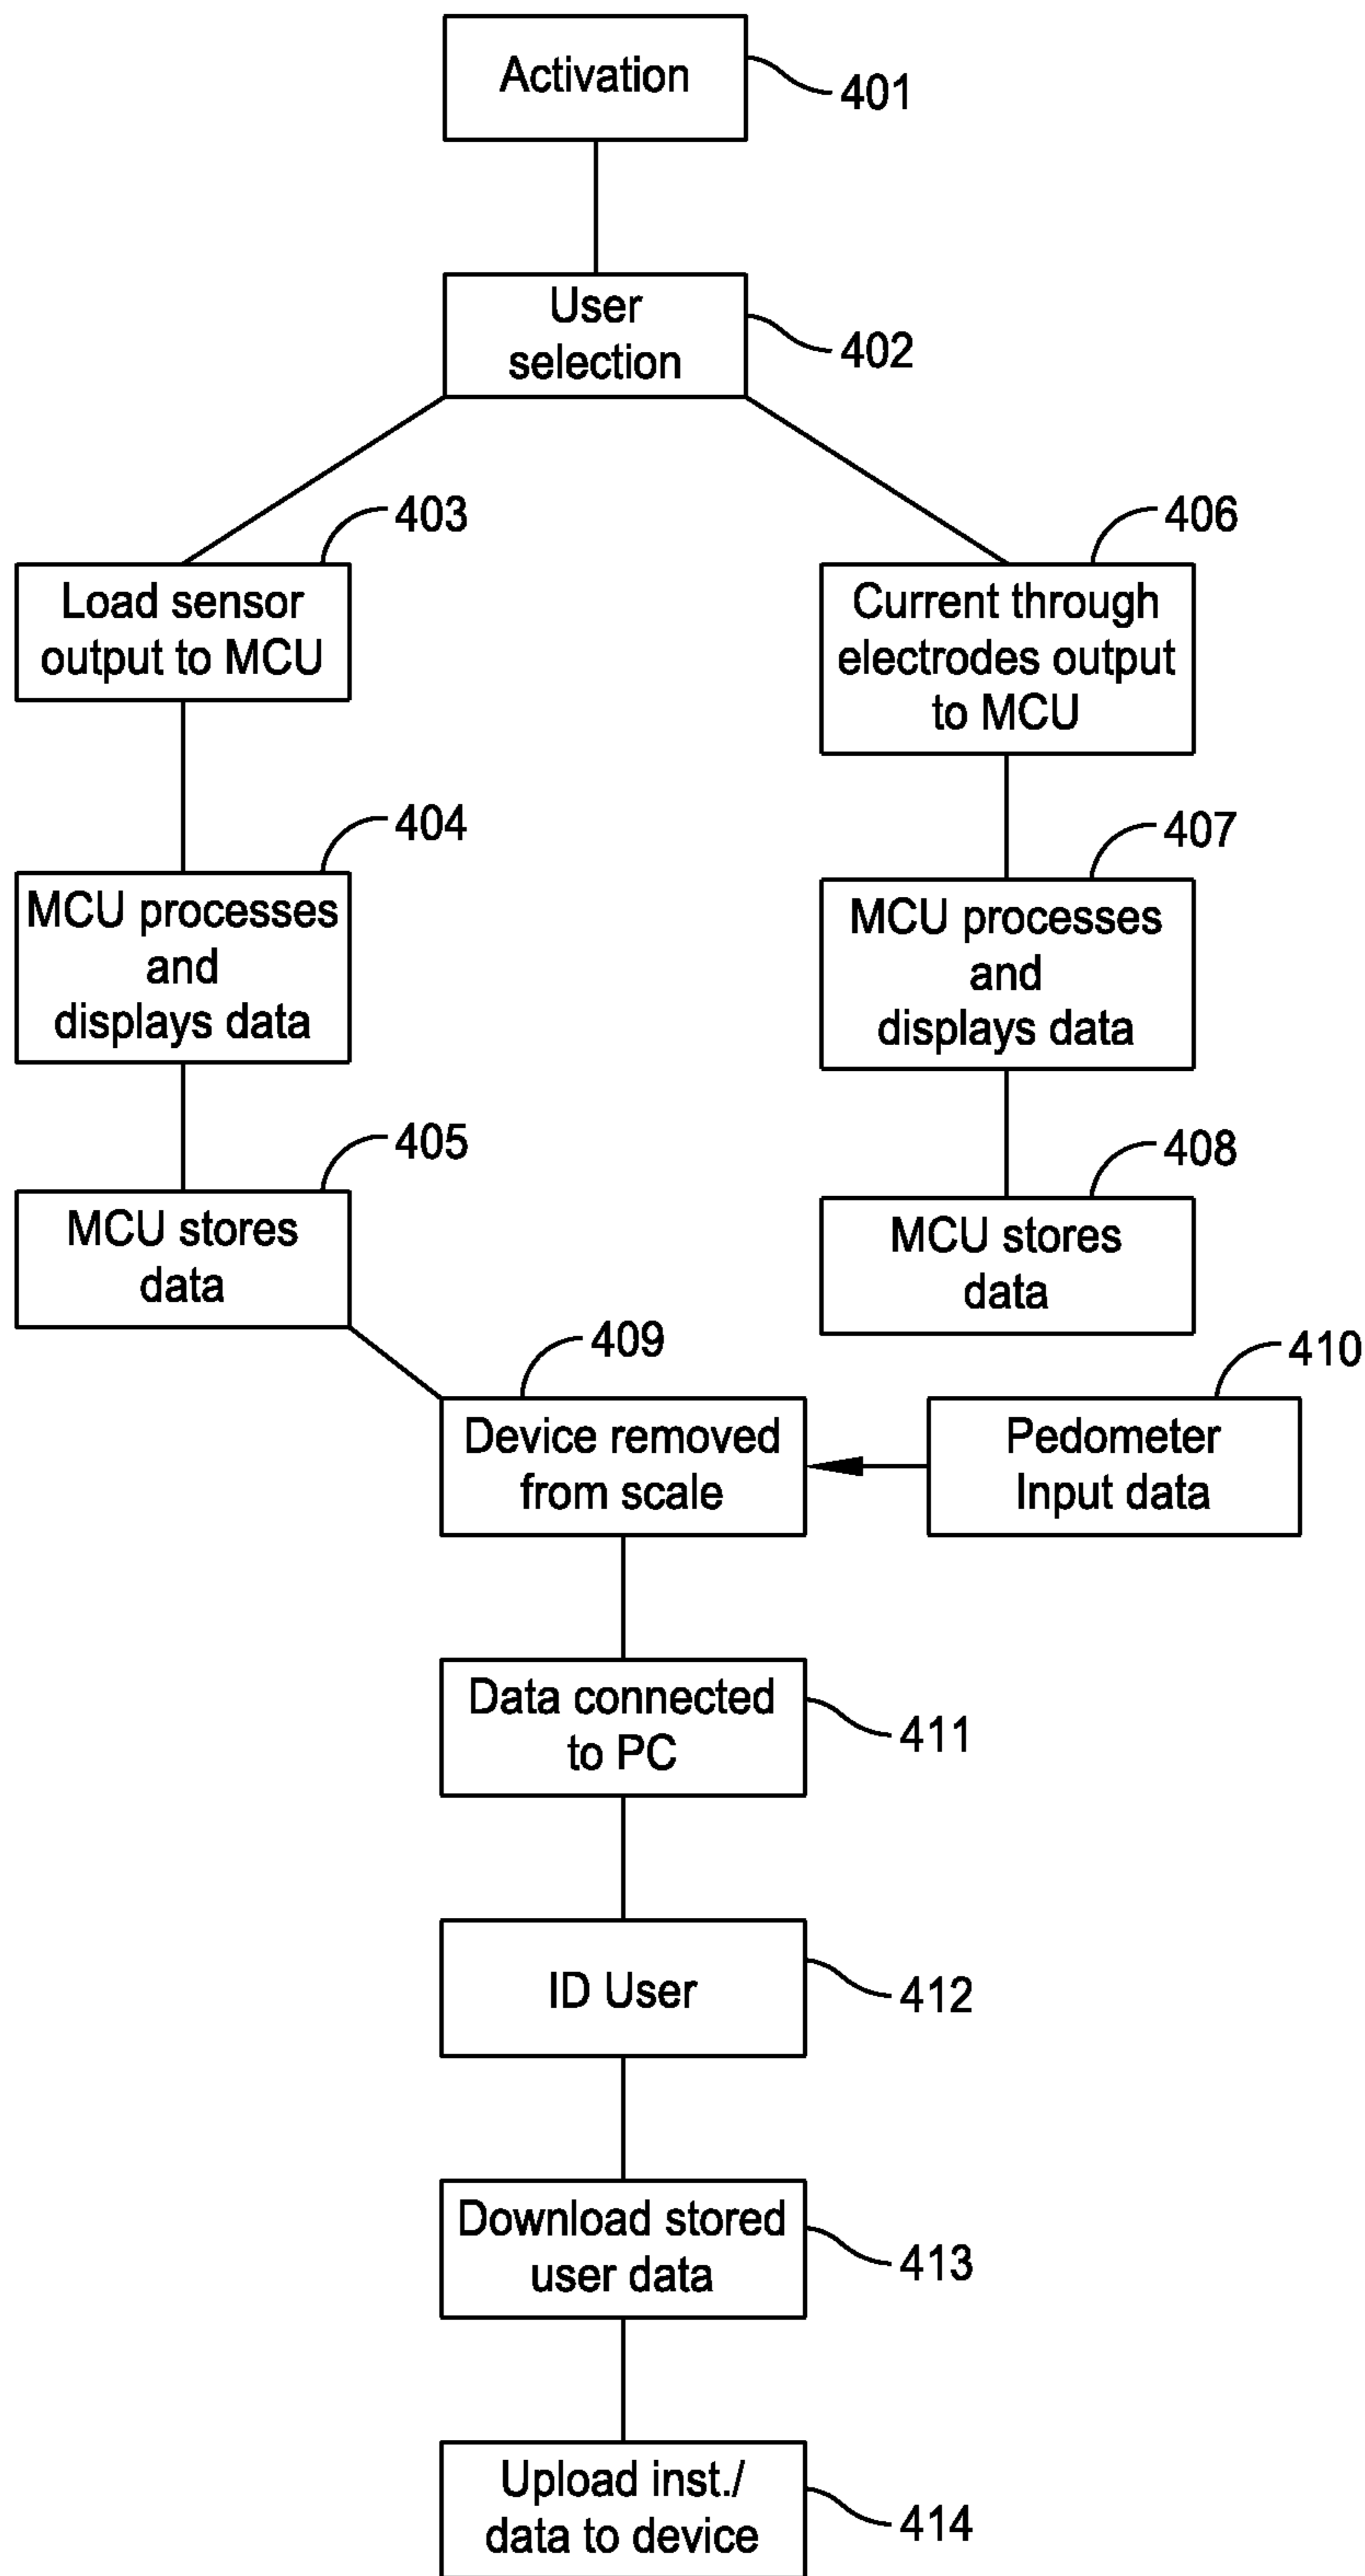 Activation
401
User
selection
402
403
Load sensor
output to MCU
406
Current through
electrodes output
to MCU
404
MCU processes
and
displays data
407
MCU processes
and
displays data
405
MCU stores
data
408
MCU stores
data
409
Device removed
from scale
410
Pedometer
Input data
Data connected
to PC
411
ID User
412
Download stored
user data
413
Upload inst./
data to device
414